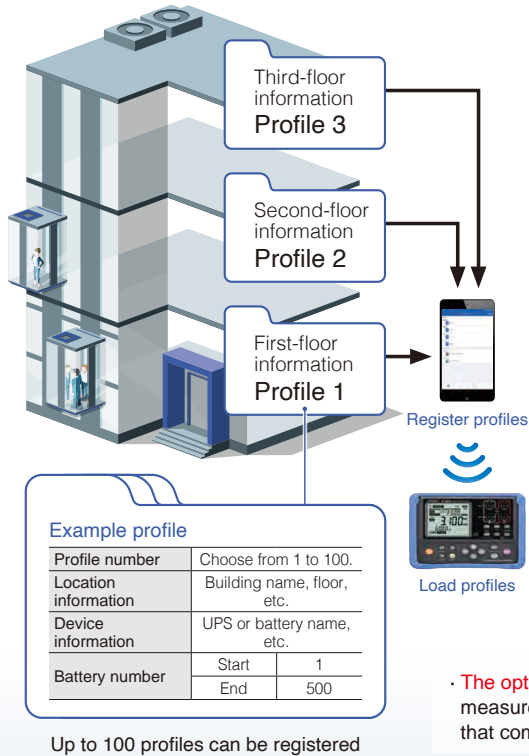 Third-floor
information
Profile 3
Second-floor
information
Profile 2
First-floor
information
Profile 1
Register profiles
Load profiles
Example profile
Profile number Choose from 1 to 100.
Location Building name, floor,
information etc.
Device UPS or battery name,
information etc.
Battery number Start 1
End 500
Up to 100 profiles can be registered
· The opt
measure
that con